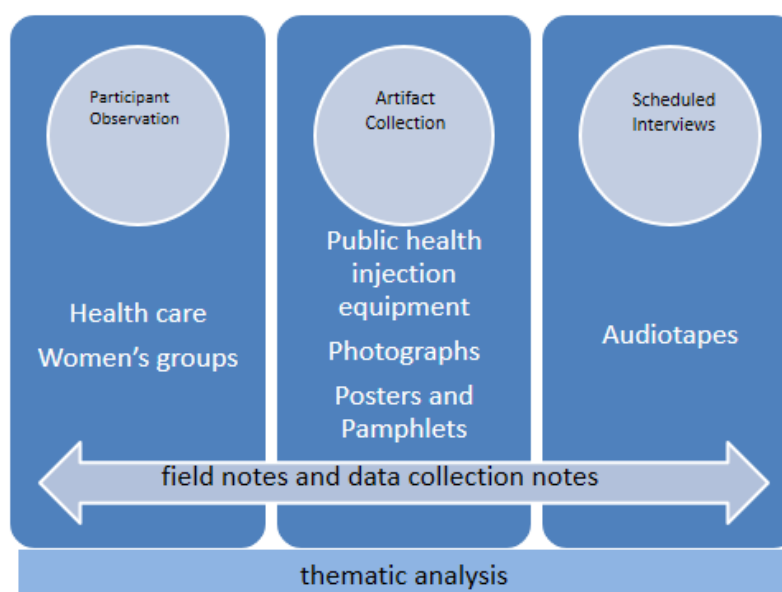 Participant
Observation
Health care
Women's groups
Artifact
Collection
Public health
injection
equipment
Photographs
Posters and
Pamphlets
Scheduled
Interviews
Audiotapes
field notes and data collection notes
thematic analysis